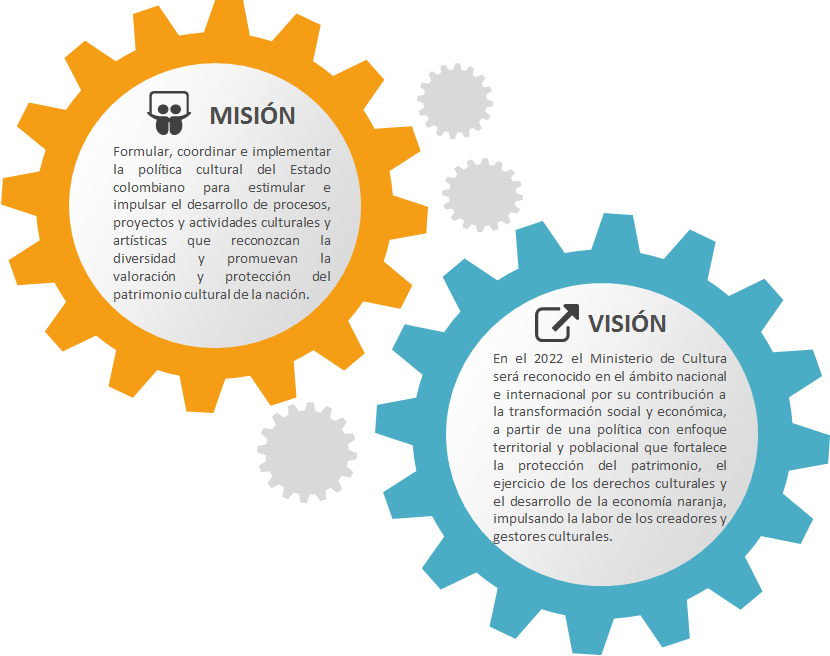 MISIÓN
Formular, coordinar e implementar
la política cultural del Estado
colombiano para estimular e
impulsar el desarrollo de procesos,
proyectos y actividades culturales y
artísticas que reconozcan la
diversidad y promuevan la
valoración y protección del
patrimonio cultural de la nación.
VISIÓN
En el 2022 el Ministerio de Cultura
será reconocido en el ámbito nacional
e internacional por su contribución a
la transformación social y económica,
a partir de una política con enfoque
territorial y poblacional que fortalece
la protección del patrimonio, el
ejercicio de los derechos culturales y
el desarrollo de la economía naranja,
impulsando la labor de los creadores y
gestores culturales.